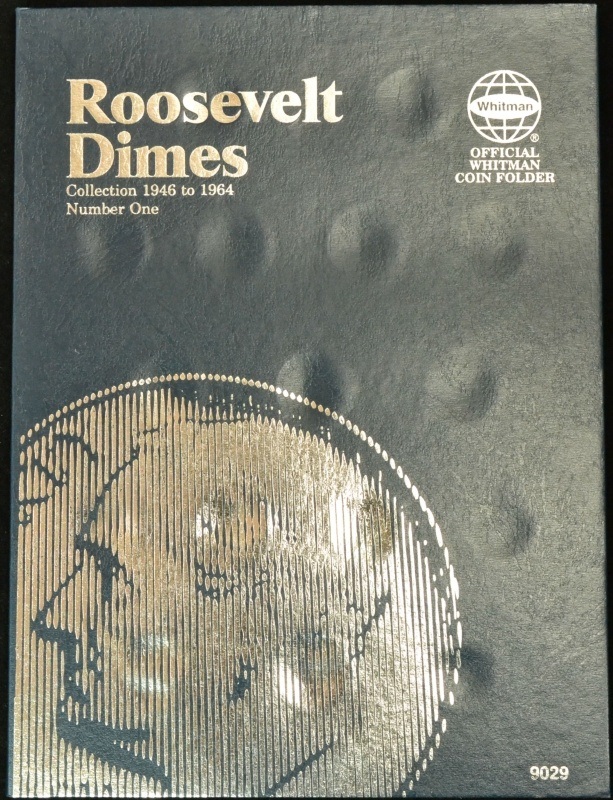 Roosevelt
Dimes
Collection 1946 to 1964
Number One
Whitman
®
OFFICIAL
WHITMAN
COIN FOLDER
9029